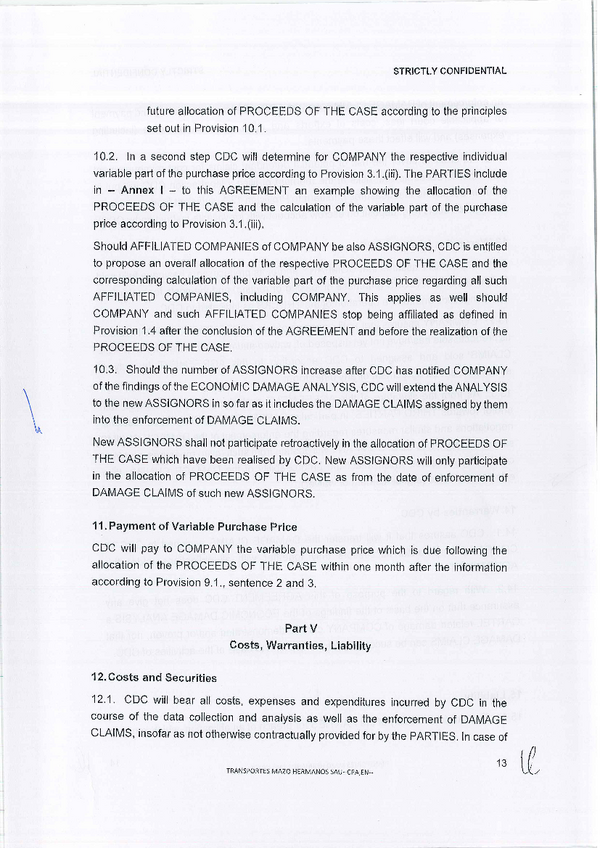 STRICTLY CONFIDENTIAL
future allocation of PROCEEDS OF THE CASE according to the principles
set out in Provision 10.1.
10.2. In a second step CDC will determine for COMPANY the respective individual
variable part of the purchase price according to Provision 3.1.(iii). The PARTIES include
in – Annex I – to this AGREEMENT an example showing the allocation of the
PROCEEDS OF THE CASE and the calculation of the variable part of the purchase
price according to Provision 3.1.(iii).
Should AFFILIATED COMPANIES of COMPANY be also ASSIGNORS, CDC is entitled
to propose an overall allocation of the respective PROCEEDS OF THE CASE and the
corresponding calculation of the variable part of the purchase price regarding all such
AFFILIATED COMPANIES, including COMPANY. This applies as well should
COMPANY and such AFFILIATED COMPANIES stop being affiliated as defined in
Provision 1.4 after the conclusion of the AGREEMENT and before the realization of the
PROCEEDS OF THE CASE.
10.3. Should the number of ASSIGNORS increase after CDC has notified COMPANY
of the findings of the ECONOMIC DAMAGE ANALYSIS, CDC will extend the ANALYSIS
to the new ASSIGNORS in so far as it includes the DAMAGE CLAIMS assigned by them
into the enforcement of DAMAGE CLAIMS.
New ASSIGNORS shall not participate retroactively in the allocation of PROCEEDS OF
THE CASE which have been realised by CDC. New ASSIGNORS will only participate
in the allocation of PROCEEDS OF THE CASE as from the date of enforcement of
DAMAGE CLAIMS of such new ASSIGNORS.
11. Payment of Variable Purchase Price
CDC will pay to COMPANY the variable purchase price which is due following the
allocation of the PROCEEDS OF THE CASE within one month after the information
according to Provision 9.1., sentence 2 and 3.
Part V
Costs, Warranties, Liability
12. Costs and Securities
12.1. CDC will bear all costs, expenses and expenditures incurred by CDC in the
course of the data collection and analysis as well as the enforcement of DAMAGE
CLAIMS, insofar as not otherwise contractually provided for by the PARTIES. In case of
13
TRANSPORTES MAZO HERMANOS SAU- CPA,EN--